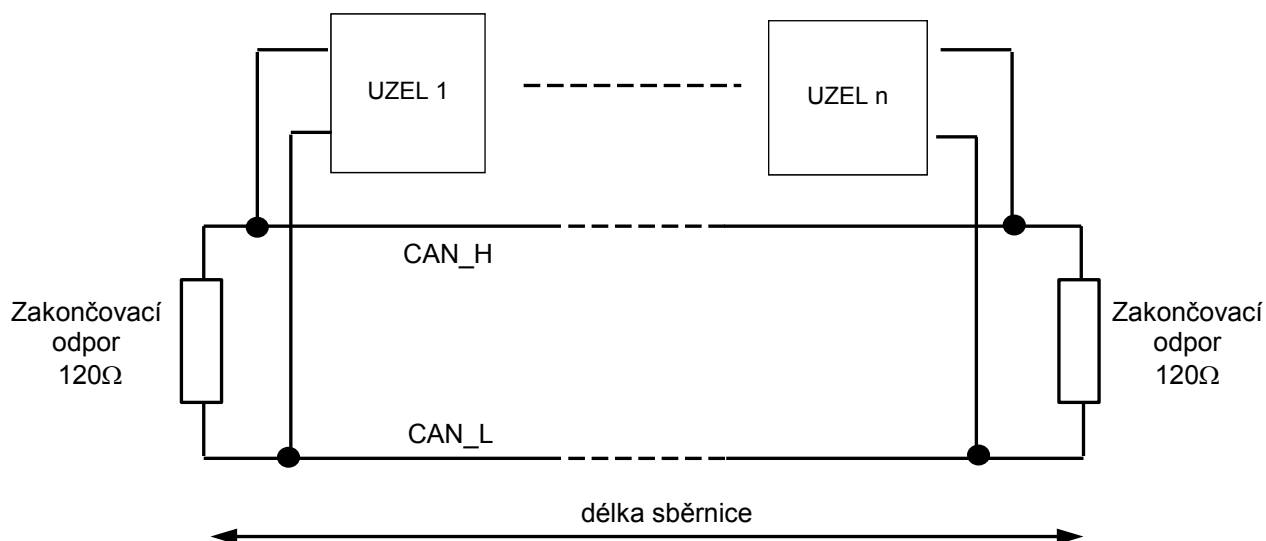 UZEL 1
UZEL n
CAN_H
Zakončovací
odpor
120Ω
Zakončovací
odpor
120Ω
CAN_L
délka sběrnice